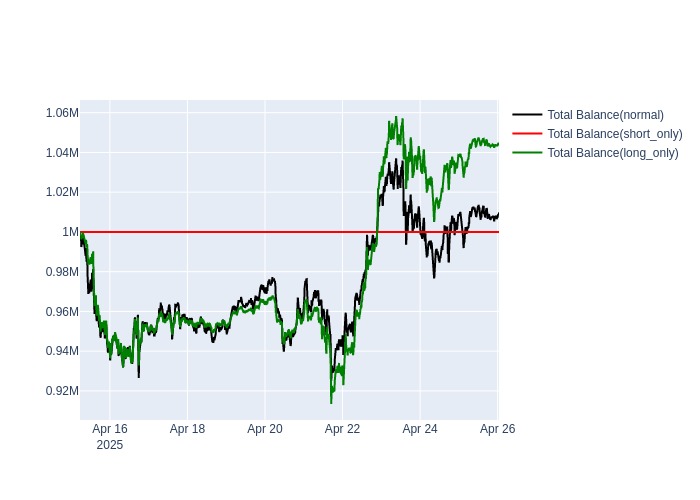 1.06M
1.04M
1.02M
1M
0.98M
0.96M
0.94M
0.92M
Apr 16
2025
Apr 18
Apr 20
Apr 22
Apr 24
Apr 26
Total Balance(normal)
Total Balance(short_only)
Total Balance(long_only)